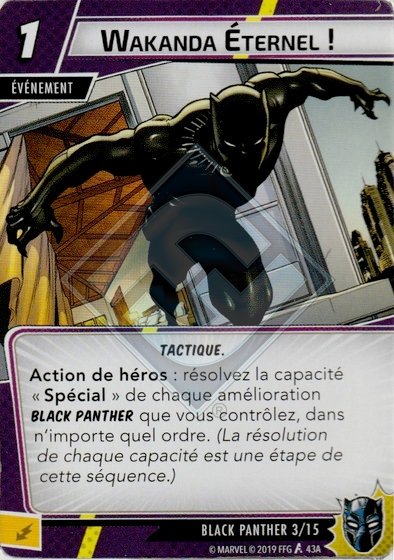 1
WAKANDA ÉTERNEL !
ÉVÉNEMENT
TACTIQUE.
Action de héros : résolvez la capacité
« Spécial » de chaque amélioration
BLACK PANTHER que vous contrôlez, dans
n'importe quel ordre. (La résolution
de chaque capacité est une étape de
cette séquence.)
BLACK PANTHER 3/15
© MARVEL © 2019 FFG 43A